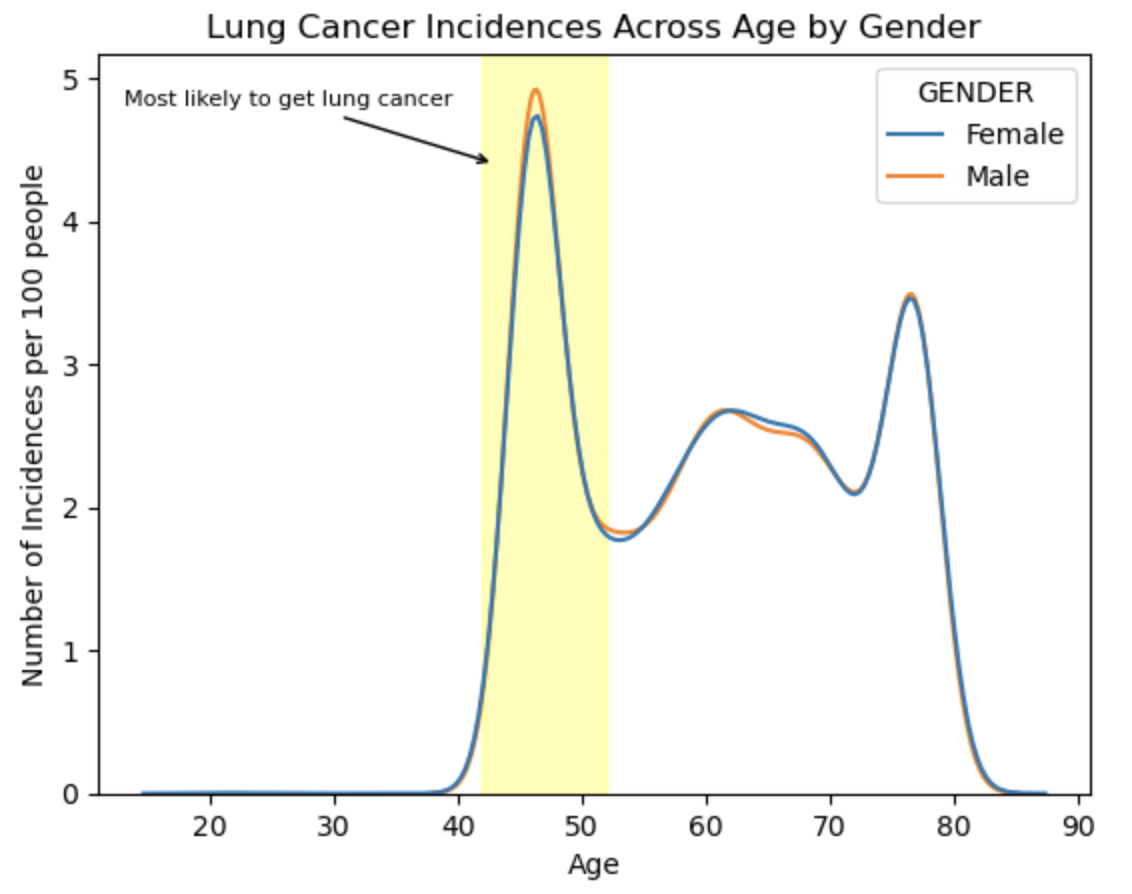 Lung Cancer Incidences Across Age by Gender
Most likely to get lung cancer
GENDER
Female
Male
Number of Incidences per 100 people
5
4
3
2
1
0
20 30 40 50 60 70 80 90
Age